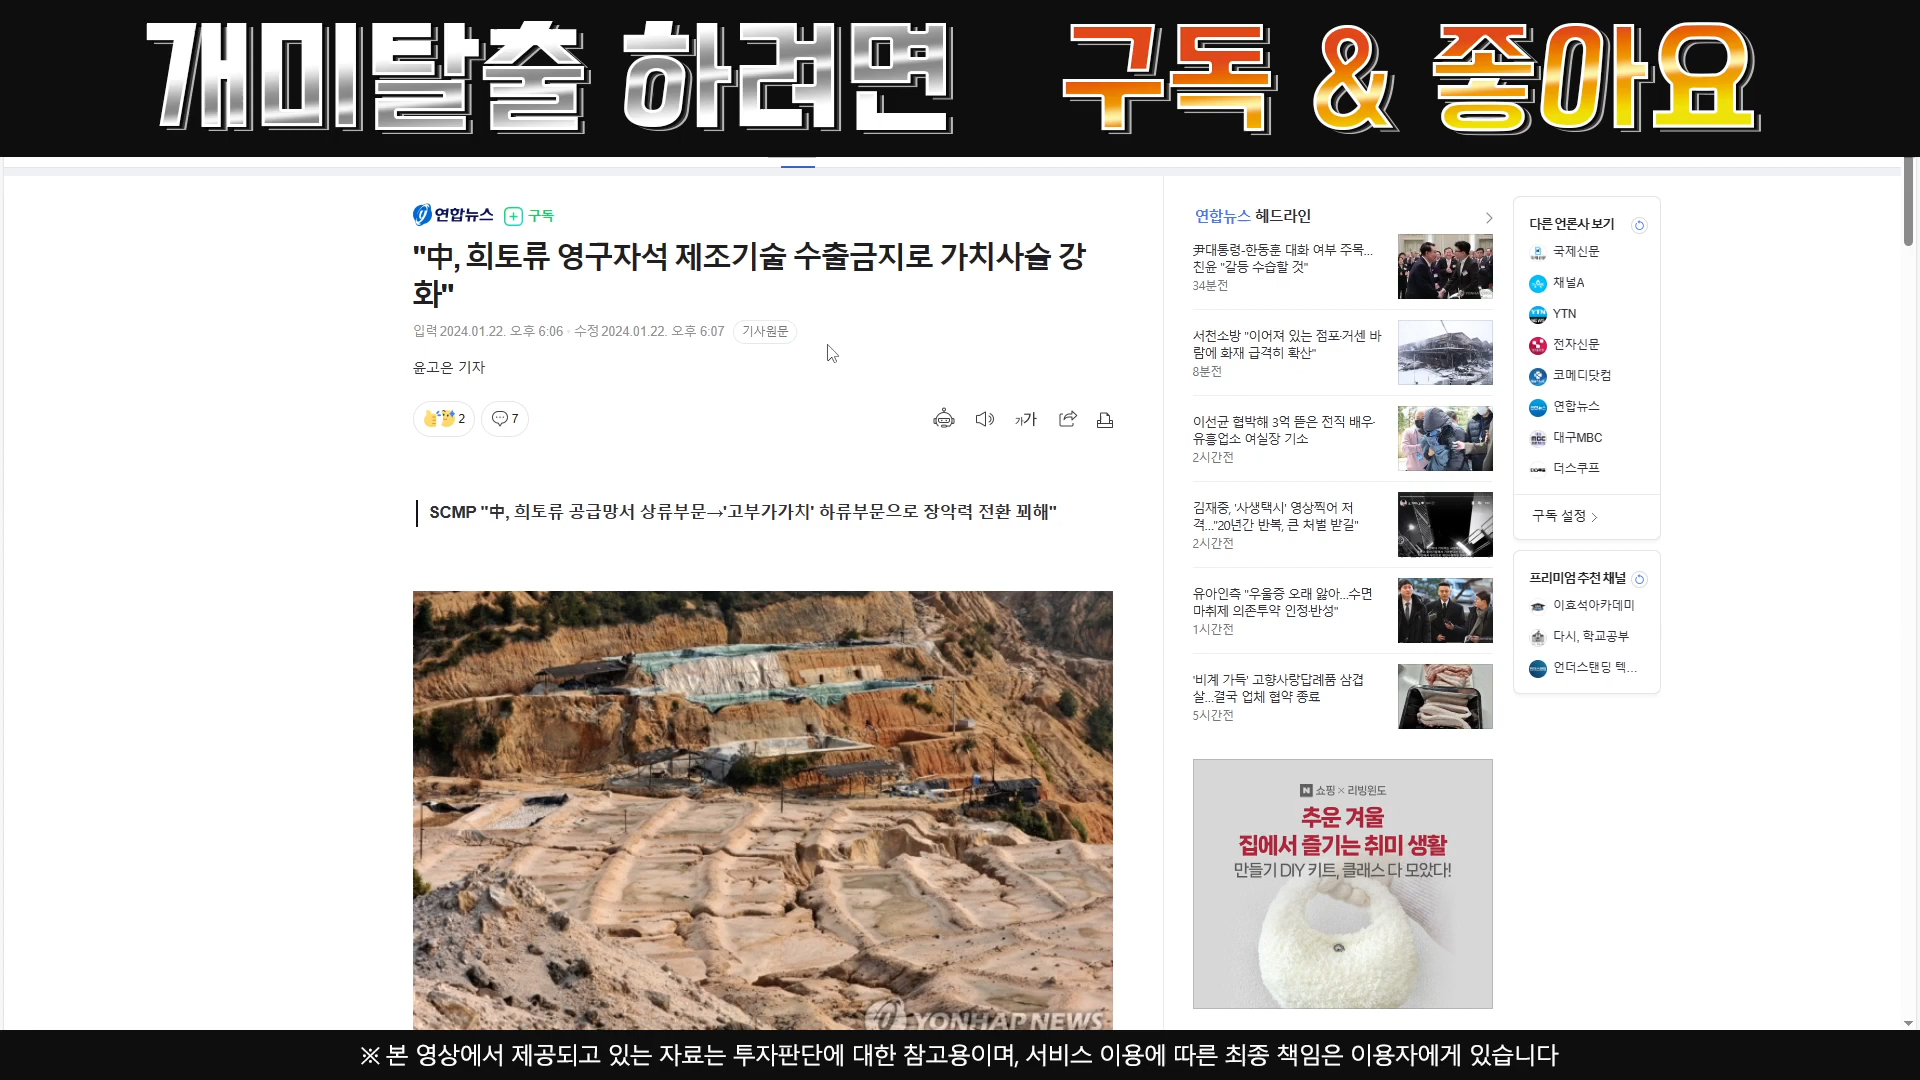 개미탈출 하려면 구독 & 좋아요
연합뉴스 구독
"中, 희토류 영구자석 제조기술 수출금지로 가치사슬 강
화"
입력 2024.01.22. 오후 6:06 · 수정 2024.01.22. 오후 6:07 기사원문
윤고은 기자
2 7
가가
SCMP "中, 희토류 공급망서 상류부문→'고부가가치' 하류부문으로 장악력 전환 꾀해"
YONHAP NEWS
연합뉴스 헤드라인
尹대통령-한동훈 대화 여부 주목...
친윤 "갈등 수습할 것"
34분전
서천소방 "이어져 있는 점포·거센 바
람에 화재 급격히 확산"
8분전
이선균 협박해 3억 뜯은 전직 배우·
유흥업소 여실장 기소
2시간전
김재중, '사생택시' 영상찍어 저
격..."20년간 반복, 큰 처벌 받길"
2시간전
유아인측 "우울증 오래 앓아...수면
마취제 의존투약 인정·반성"
1시간전
'비계 가득' 고향사랑답례품 삼겹
살...결국 업체 협약 종료
5시간전
N 쇼핑 × 리빙윈도
추운 겨울
집에서 즐기는 취미 생활
만들기 DIY 키트, 클래스 다 모았다!
다른 언론사 보기
국제신문
채널A
YTN
전자신문
코메디닷컴
연합뉴스
대구MBC
더스쿠프
구독 설정
프리미엄 추천 채널
이효석아카데미
다시, 학교공부
언더스탠딩 텍...
※ 본 영상에서 제공되고 있는 자료는 투자판단에 대한 참고용이며, 서비스 이용에 따른 최종 책임은 이용자에게 있습니다